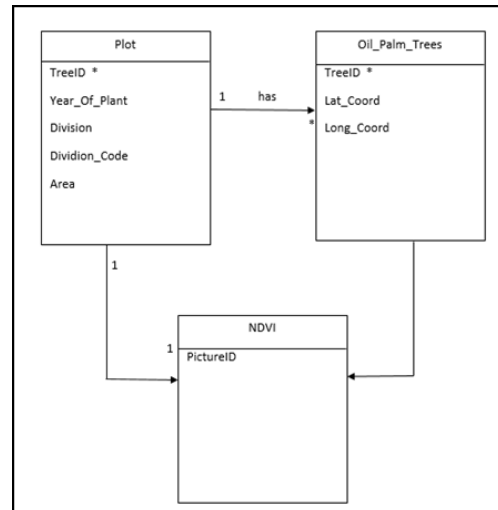 Plot
TreeID *
Year_Of_Plant
Division
Dividion_Code
Area
1 has
*
Oil_Palm_Trees
TreeID *
Lat_Coord
Long_Coord
1
NDVI
1
PictureID